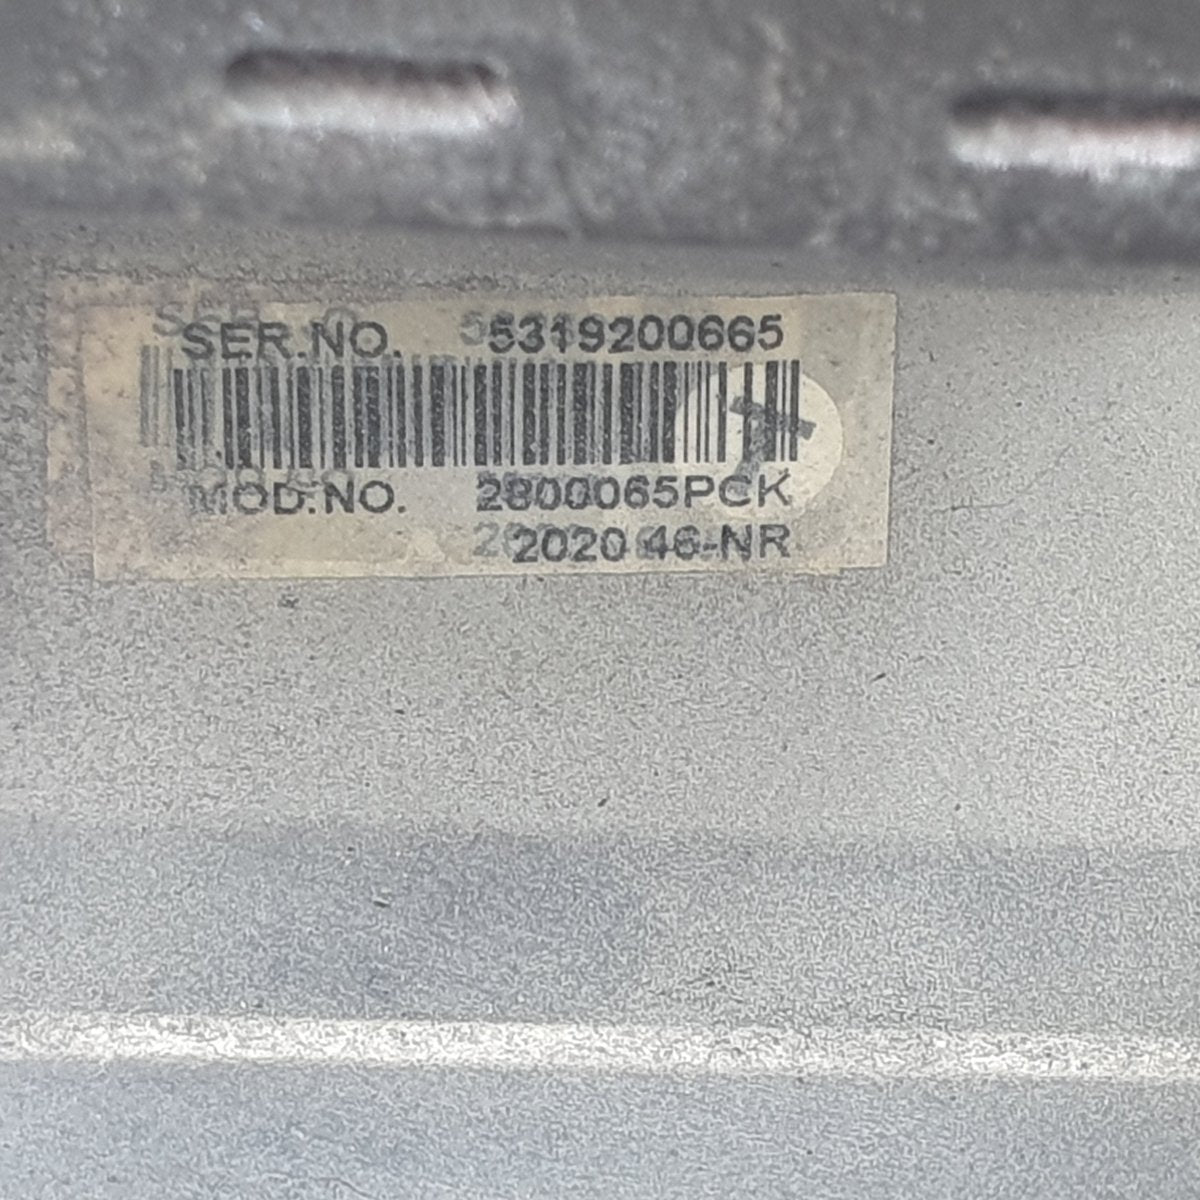 SER.NO. 5319200665
MOD.NO. 2800065PCK
2020 46-NR